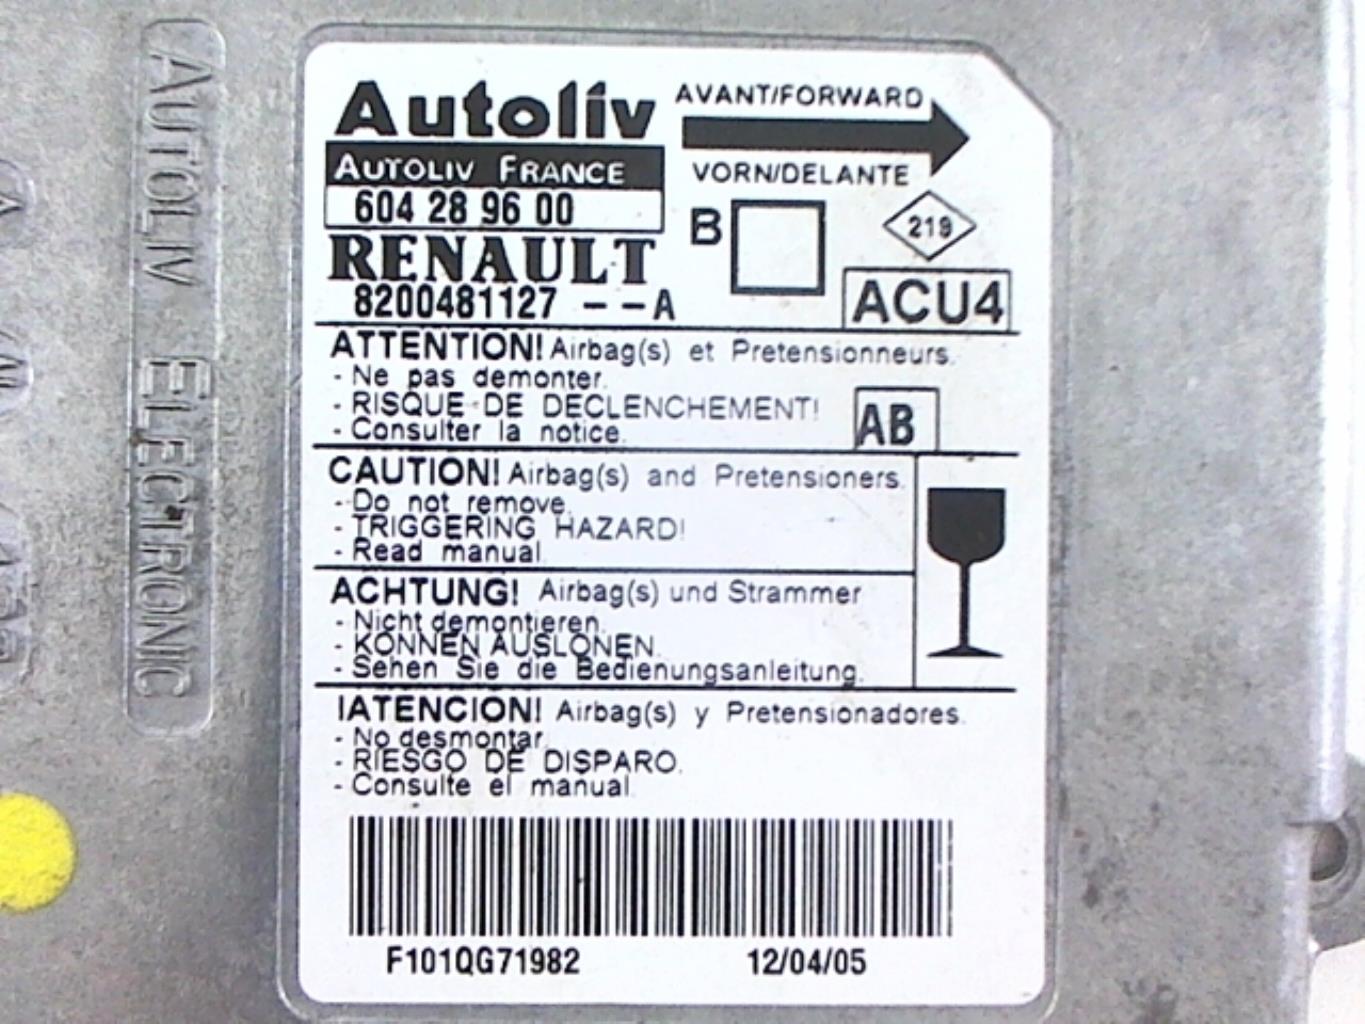 AUTOLIV ELECTRONIC
Autoliv
AUTOLIV FRANCE
604 28 96 00
RENAULT
8200481127 --A
AVANT/FORWARD
VORN/DELANTE
B
219
ACU4
ATTENTION! Airbag(s) et Pretensionneurs.
- Ne pas demonter.
- RISQUE DE DECLENCHEMENT!
- Consulter la notice.
AB
CAUTION! Airbag(s) and Pretensioners.
- Do not remove.
- TRIGGERING HAZARD!
- Read manual
ACHTUNG! Airbag(s) und Strammer
- Nicht demontieren.
- KONNEN AUSLONEN.
- Sehen Sie die Bedienungsanleitung.
!ATENCION! Airbag(s) y Pretensionadores.
- No desmontar
- RIESGO DE DISPARO.
- Consulte el manual
F101QG71982 12/04/05